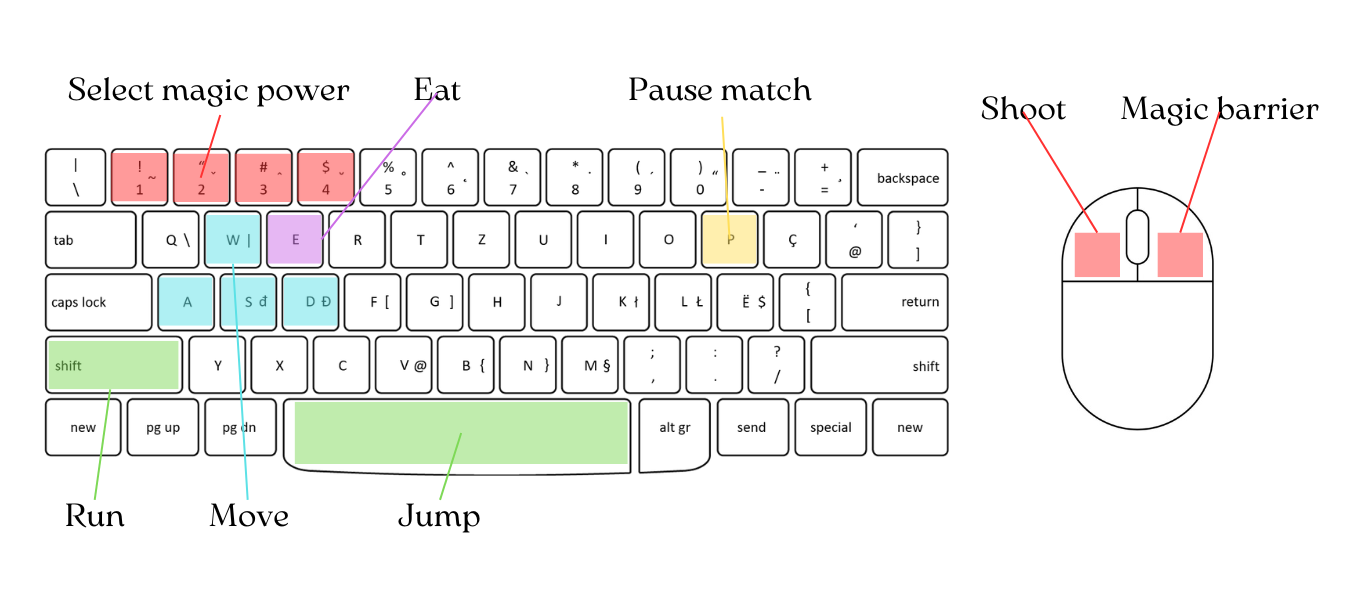 Select magic power
Eat
Pause match
Shoot
Magic barrier
| \
! ~ 1
“ ˇ 2
# ^ 3
$ ˘ 4
% ° 5
^ ˛ 6
& ` 7
* ˙ 8
( ´ 9
) ˝ 0
_ ¨ -
+ ¸ =
backspace
tab
Q \
W |
E
R
T
Z
U
I
O
P
Ç
‘ @
} ]
caps lock
A
S đ
D Đ
F [
G ]
H
J
K ł
L Ł
Ë $
{ [
return
shift
Y
X
C
V @
B {
N }
M §
; ,
: .
? /
shift
new
pg up
pg dn
alt gr
send
special
new
Run
Move
Jump